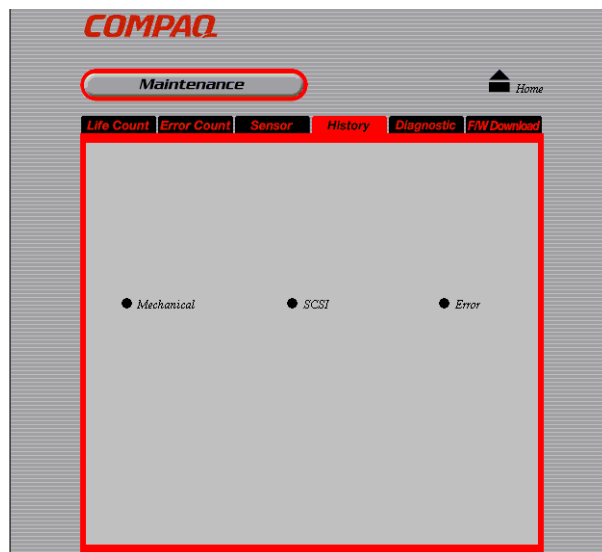 COMPAQ
Maintenance
Home
Life Count Error Count Sensor History Diagnostic F/W Download
Mechanical SCSI Error